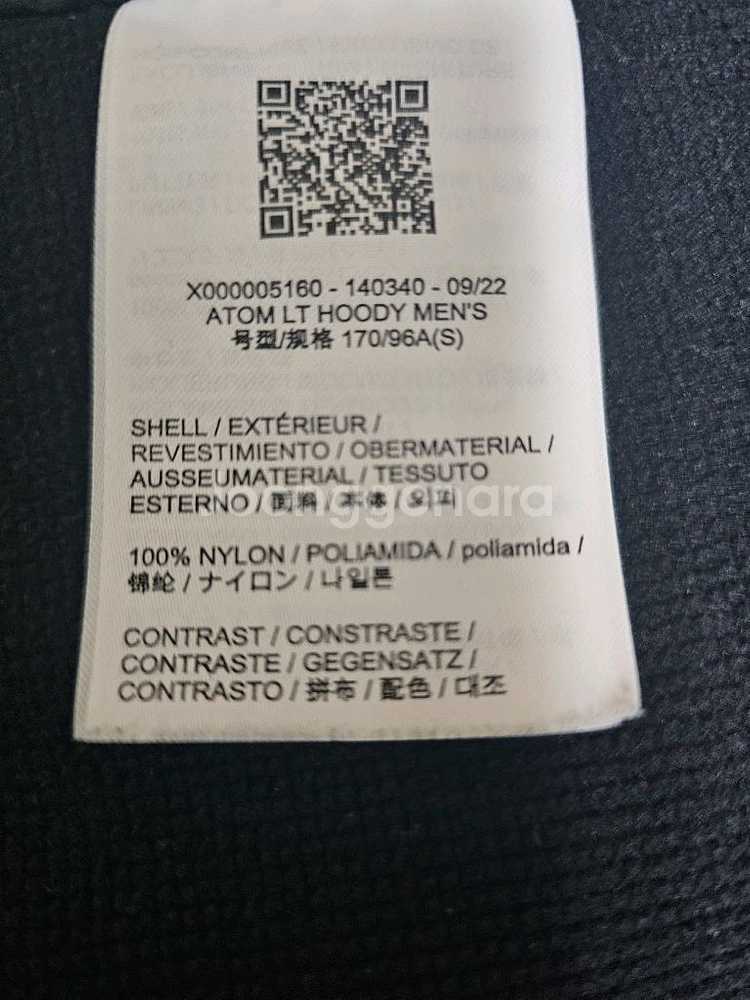 X000005160 - 140340 - 09/22
ATOM LT HOODY MEN'S
号型/规格 170/96A(S)
SHELL / EXTÉRIEUR /
REVESTIMIENTO / OBERMATERIAL /
AUSSEUMATERIAL / TESSUTO
ESTERNO / 面料 / 本体 / 외피
100% NYLON / POLIAMIDA / poliamida /
锦纶 / ナイロン / 나일론
CONTRAST / CONSTRASTE /
CONTRASTE / GEGENSATZ /
CONTRASTO / 拼布 / 配色 / 대조